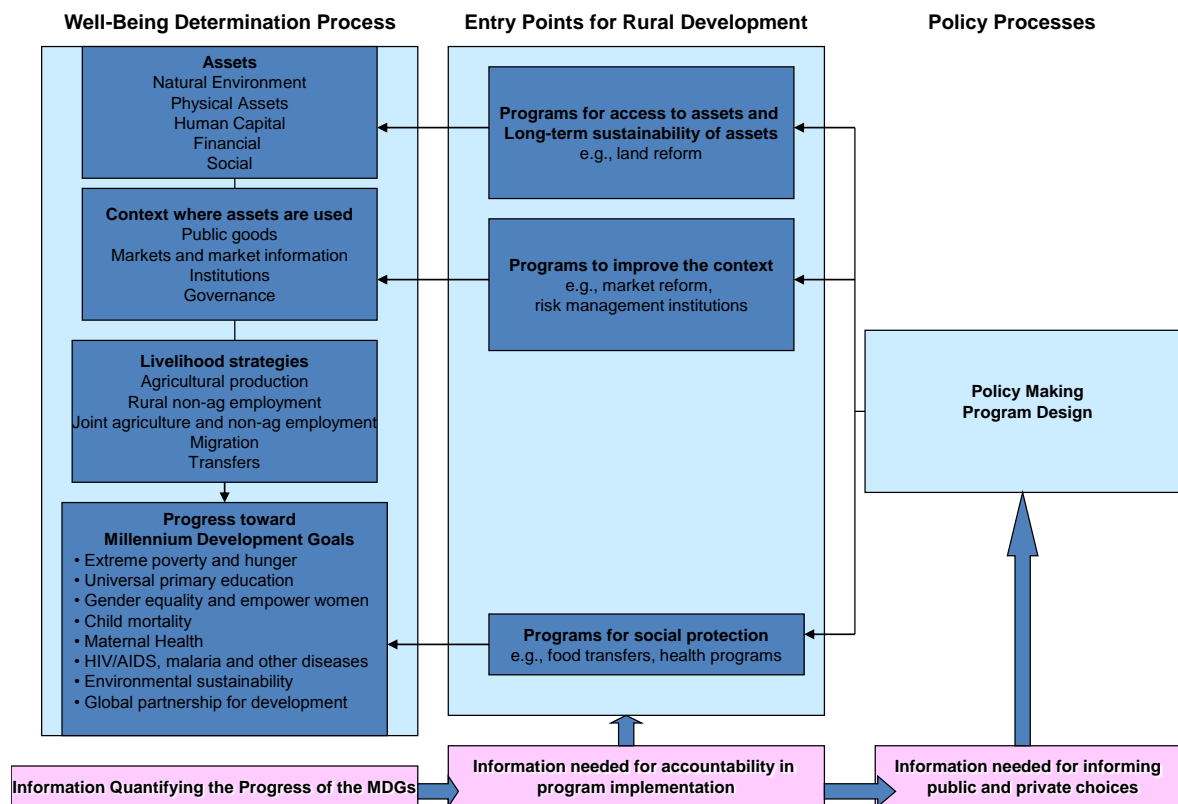 Well-Being Determination Process
Entry Points for Rural Development
Policy Processes
Assets
Natural Environment
Physical Assets
Human Capital
Financial
Social
Context where assets are used
Public goods
Markets and market information
Institutions
Governance
Livelihood strategies
Agricultural production
Rural non-ag employment
Joint agriculture and non-ag employment
Migration
Transfers
Progress toward
Millennium Development Goals
• Extreme poverty and hunger
• Universal primary education
• Gender equality and empower women
• Child mortality
• Maternal Health
• HIV/AIDS, malaria and other diseases
• Environmental sustainability
• Global partnership for development
Programs for access to assets and
Long-term sustainability of assets
e.g., land reform
Programs to improve the context
e.g., market reform,
risk management institutions
Programs for social protection
e.g., food transfers, health programs
Policy Making
Program Design
Information Quantifying the Progress of the MDGs
Information needed for accountability in
program implementation
Information needed for informing
public and private choices